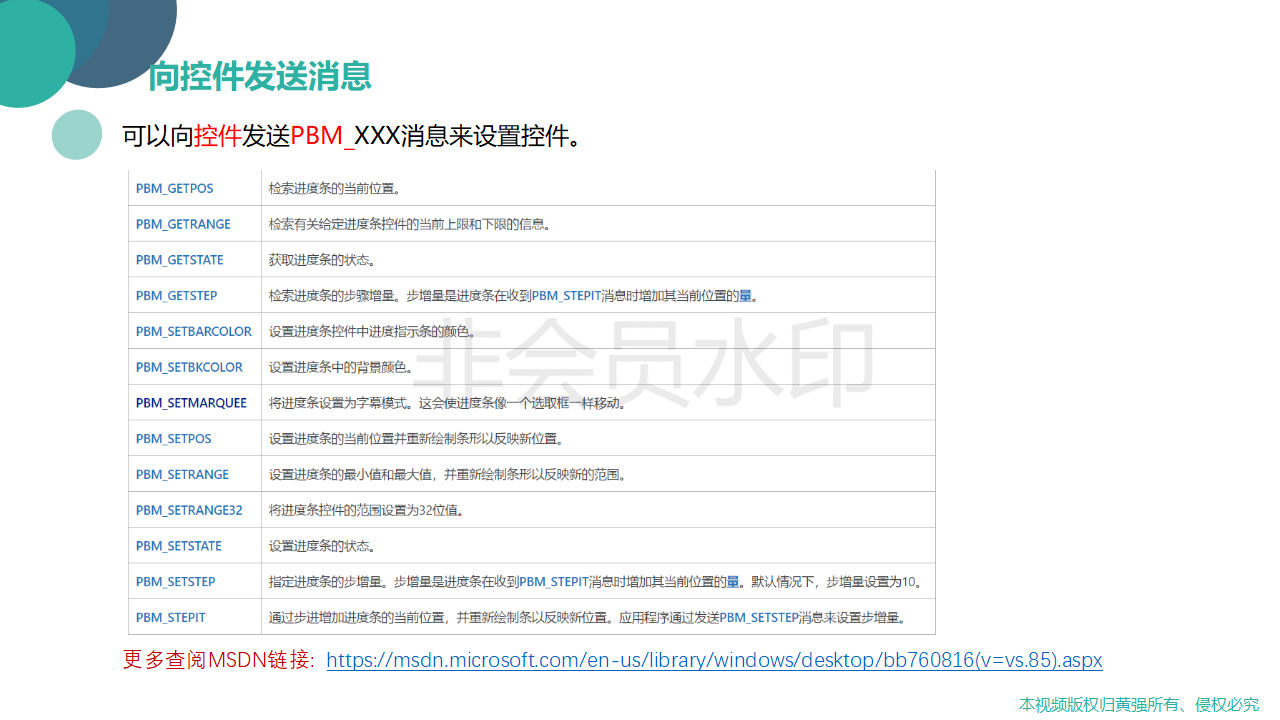 向控件发送消息
可以向控件发送PBM_XXX消息来设置控件。
PBM_GETPOS 检索进度条的当前位置。
PBM_GETRANGE 检索有关给定进度条控件的当前上限和下限的信息。
PBM_GETSTATE 获取进度条的状态。
PBM_GETSTEP 检索进度条的步骤增量。步增量是进度条在收到PBM_STEPIT消息时增加其当前位置的量。
PBM_SETBARCOLOR 设置进度条控件中进度指示条的颜色。
PBM_SETBKCOLOR 设置进度条中的背景颜色。
PBM_SETMARQUEE 将进度条设置为字幕模式。这会使进度条像一个选取框一样移动。
PBM_SETPOS 设置进度条的当前位置并重新绘制条形以反映新位置。
PBM_SETRANGE 设置进度条的最小值和最大值，并重新绘制条形以反映新的范围。
PBM_SETRANGE32 将进度条控件的范围设置为32位值。
PBM_SETSTATE 设置进度条的状态。
PBM_SETSTEP 指定进度条的步增量。步增量是进度条在收到PBM_STEPIT消息时增加其当前位置的量。默认情况下，步增量设置为10。
PBM_STEPIT 通过步进增加进度条的当前位置，并重新绘制条以反映新位置。应用程序通过发送PBM_SETSTEP消息来设置步增量。
非会员水印
更多查阅MSDN链接: https://msdn.microsoft.com/en-us/library/windows/desktop/bb760816(v=vs.85).aspx
本视频版权归黄强所有、侵权必究